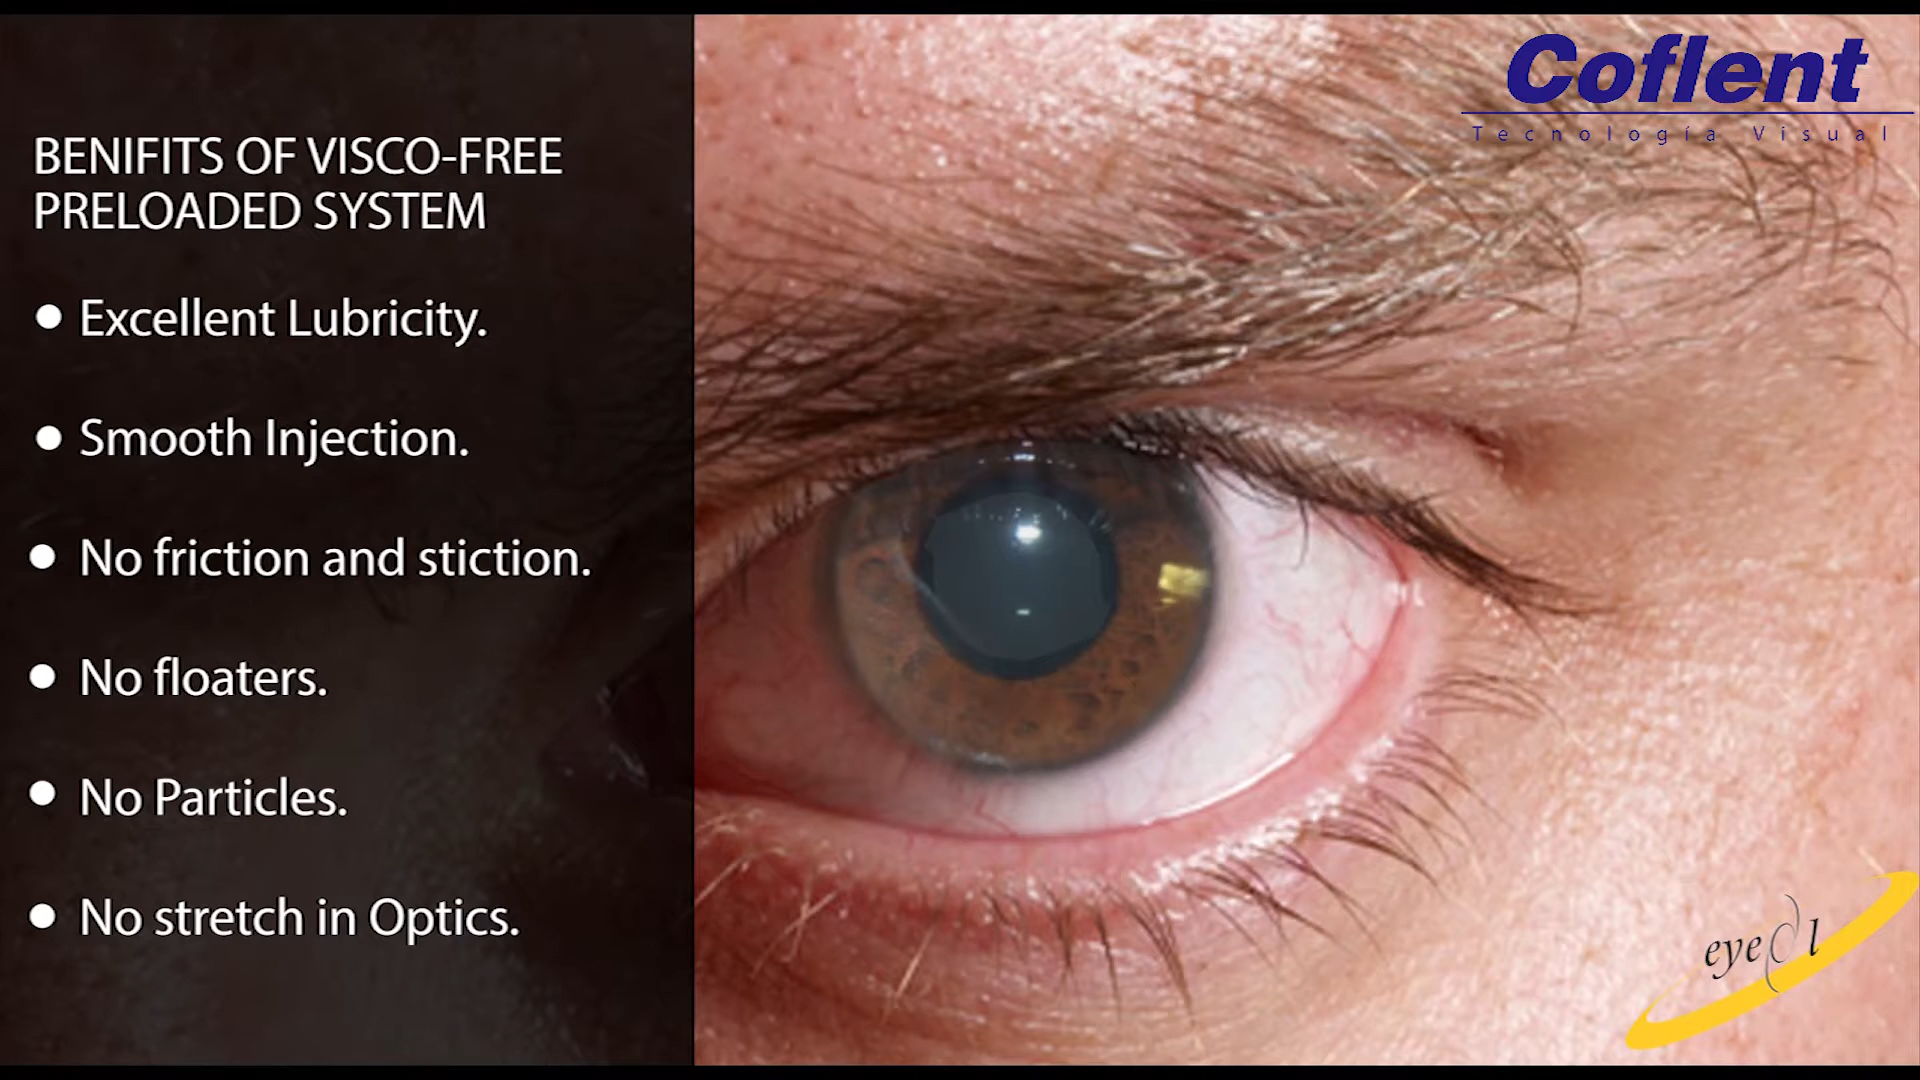 Coflent
Tecnología Visual
BENIFITS OF VISCO-FREE
PRELOADED SYSTEM
● Excellent Lubricity.
● Smooth Injection.
● No friction and stiction.
● No floaters.
● No Particles.
● No stretch in Optics.
eyeol